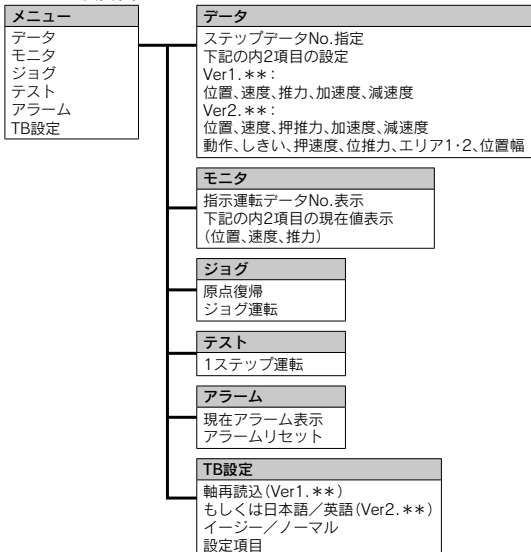 メニュー
データ
モニタ
ジョグ
テスト
アラーム
TB設定
データ
ステップデータNo.指定
下記の内2項目の設定
Ver1.**：
位置、速度、推力、加速度、減速度
Ver2.**：
位置、速度、押推力、加速度、減速度
動作、しきい、押速度、位推力、エリア1・2、位置幅
モニタ
指示運転データNo.表示
下記の内2項目の現在値表示
(位置、速度、推力)
ジョグ
原点復帰
ジョグ運転
テスト
1ステップ運転
アラーム
現在アラーム表示
アラームリセット
TB設定
軸再読込(Ver1.**)
もしくは日本語／英語(Ver2.**)
イージー／ノーマル
設定項目